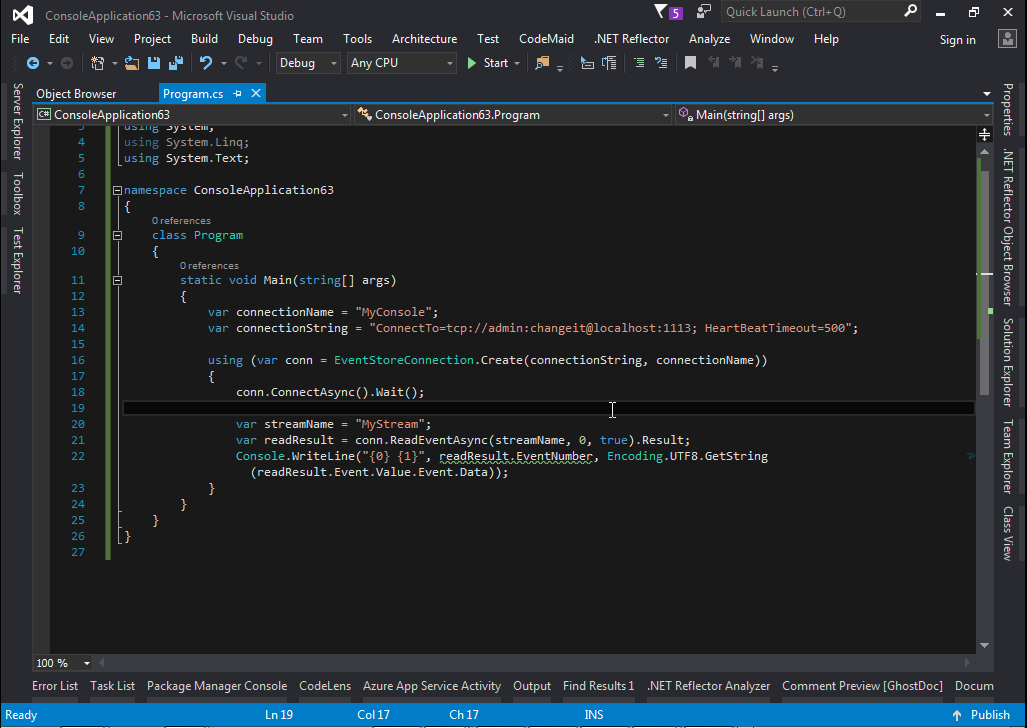 ConsoleApplication63 - Microsoft Visual Studio
5
Quick Launch (Ctrl+Q)
File Edit View Project Build Debug Team Tools Architecture Test CodeMaid .NET Reflector Analyze Window Help Sign in
Debug Any CPU Start
Object Browser Program.cs
C# ConsoleApplication63 ConsoleApplication63.Program Main(string[] args)
Server Explorer
Toolbox
Test Explorer
3 using System;
4 using System.Linq;
5 using System.Text;
6
7 namespace ConsoleApplication63
8 {
0 references
9 class Program
10 {
0 references
11 static void Main(string[] args)
12 {
13 var connectionName = "MyConsole";
14 var connectionString = "ConnectTo=tcp://admin:changeit@localhost:1113; HeartBeatTimeout=500";
15
16 using (var conn = EventStoreConnection.Create(connectionString, connectionName))
17 {
18 conn.ConnectAsync().Wait();
19
20 var streamName = "MyStream";
21 var readResult = conn.ReadEventAsync(streamName, 0, true).Result;
22 Console.WriteLine("{0} {1}", readResult.EventNumber, Encoding.UTF8.GetString
(readResult.Event.Value.Event.Data));
23 }
24 }
25 }
26 }
27
Properties
.NET Reflector Object Browser
Solution Explorer
Team Explorer
Class View
100 %
Error List Task List Package Manager Console CodeLens Azure App Service Activity Output Find Results 1 .NET Reflector Analyzer Comment Preview [GhostDoc] Docum
Ready Ln 19 Col 17 Ch 17 INS Publish